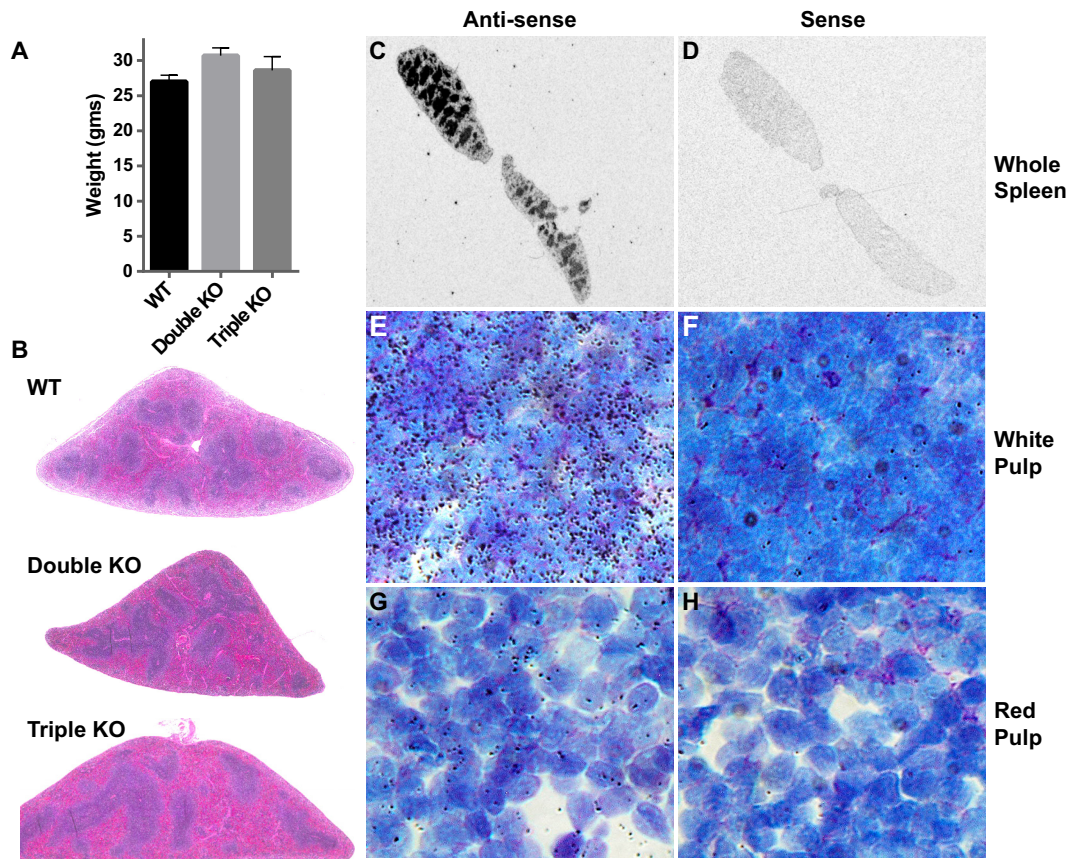 Anti-sense
Sense
A
Weight (gms)
30
25
20
15
10
5
0
WT
Double KO
Triple KO
B
WT
Double KO
Triple KO
C
D
Whole
Spleen
E
F
White
Pulp
G
H
Red
Pulp